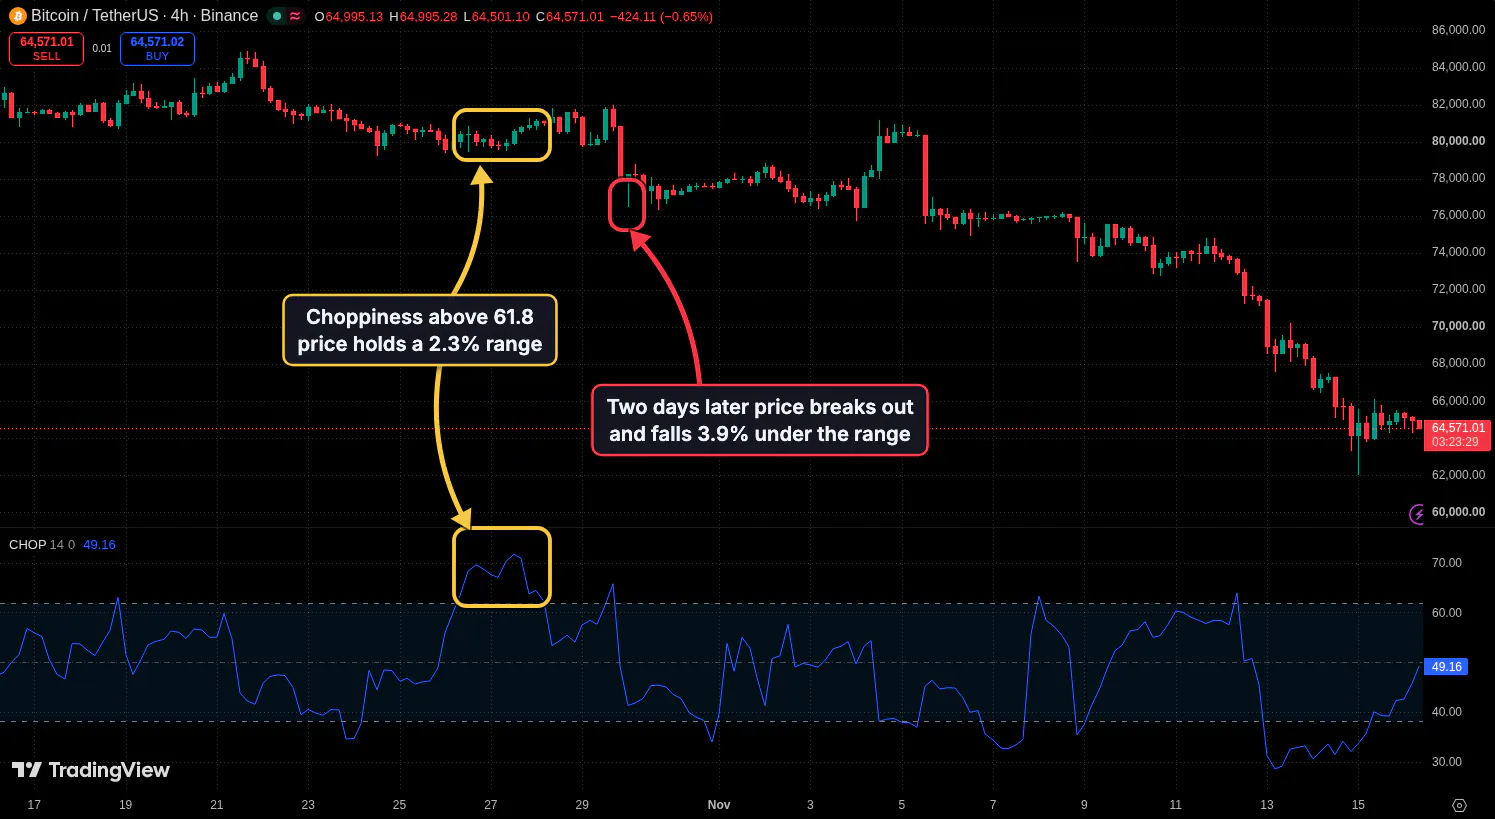 Bitcoin / TetherUS · 4h · Binance
O64,995.13 H64,995.28 L64,501.10 C64,571.01 −424.11 (−0.65%)
64,571.01
SELL
0.01
64,571.02
BUY
86,000.00
84,000.00
82,000.00
80,000.00
78,000.00
76,000.00
74,000.00
72,000.00
70,000.00
68,000.00
66,000.00
64,571.01
03:23:29
62,000.00
60,000.00
Choppiness above 61.8
price holds a 2.3% range
Two days later price breaks out
and falls 3.9% under the range
CHOP 14 0 49.16
70.00
60.00
49.16
40.00
30.00
TradingView
17 19 21 23 25 27 29 Nov 3 5 7 9 11 13 15